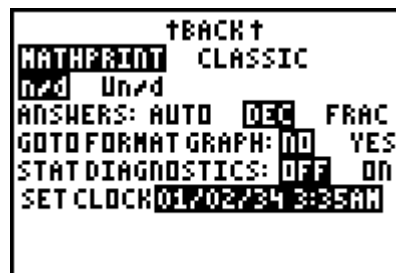 ↑BACK↑
MATHPRINT CLASSIC
n/d Un/d
ANSWERS: AUTO DEC FRAC
GOTO FORMAT GRAPH: NO YES
STAT DIAGNOSTICS: OFF ON
SET CLOCK 01/02/34 3:35AM